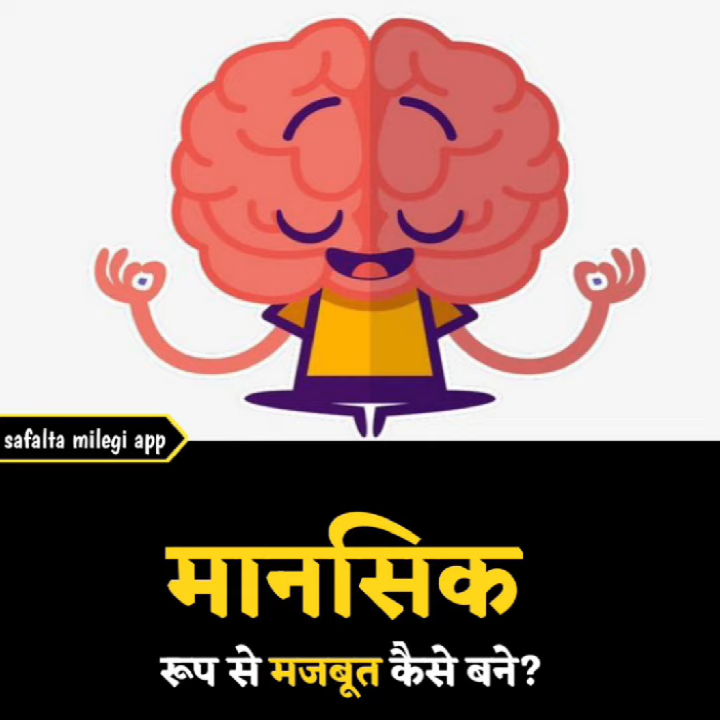 safalta milegi app
मानसिक
रूप से मजबूत कैसे बने?